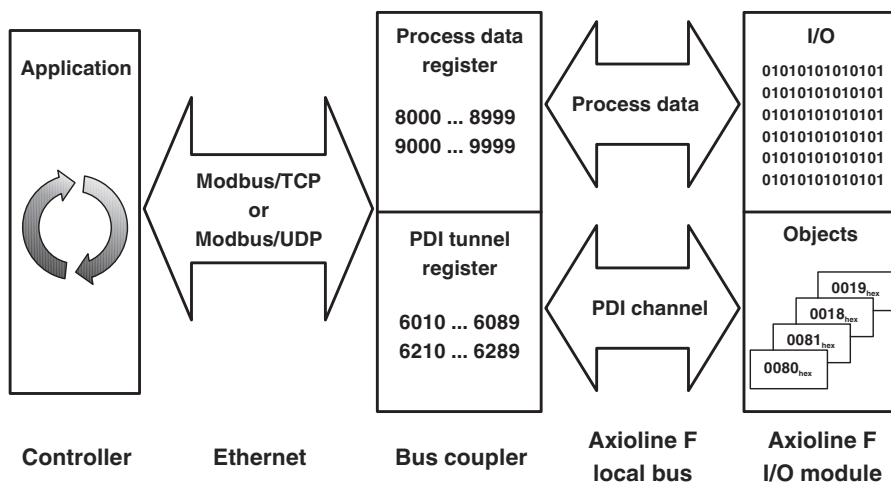 Application
Modbus/TCP
or
Modbus/UDP
Process data
register
8000 ... 8999
9000 ... 9999
PDI tunnel
register
6010 ... 6089
6210 ... 6289
Process data
PDI channel
I/O
01010101010101
01010101010101
01010101010101
01010101010101
01010101010101
01010101010101
Objects
0019hex
0018hex
0081hex
0080hex
Controller
Ethernet
Bus coupler
Axioline F
local bus
Axioline F
I/O module